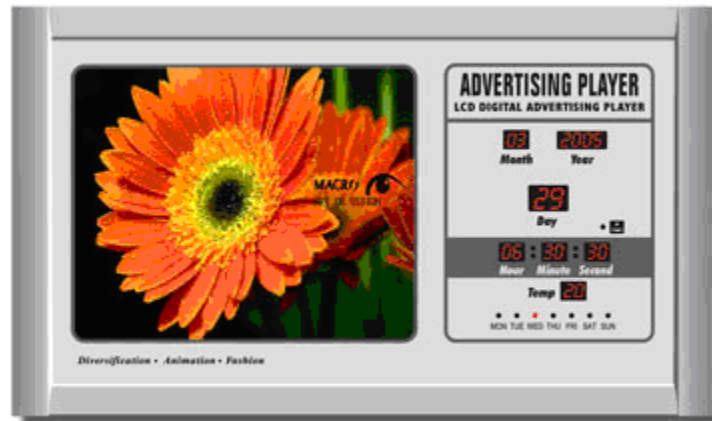 ADVERTISING PLAYER
LCD DIGITAL ADVERTISING PLAYER
03 2005
Month Year
29
Day
06 : 30 : 30
Hour Minute Second
Temp 20
MON TUE WED THU FRI SAT SUN
MACRO
Diversification • Animation • Fashion